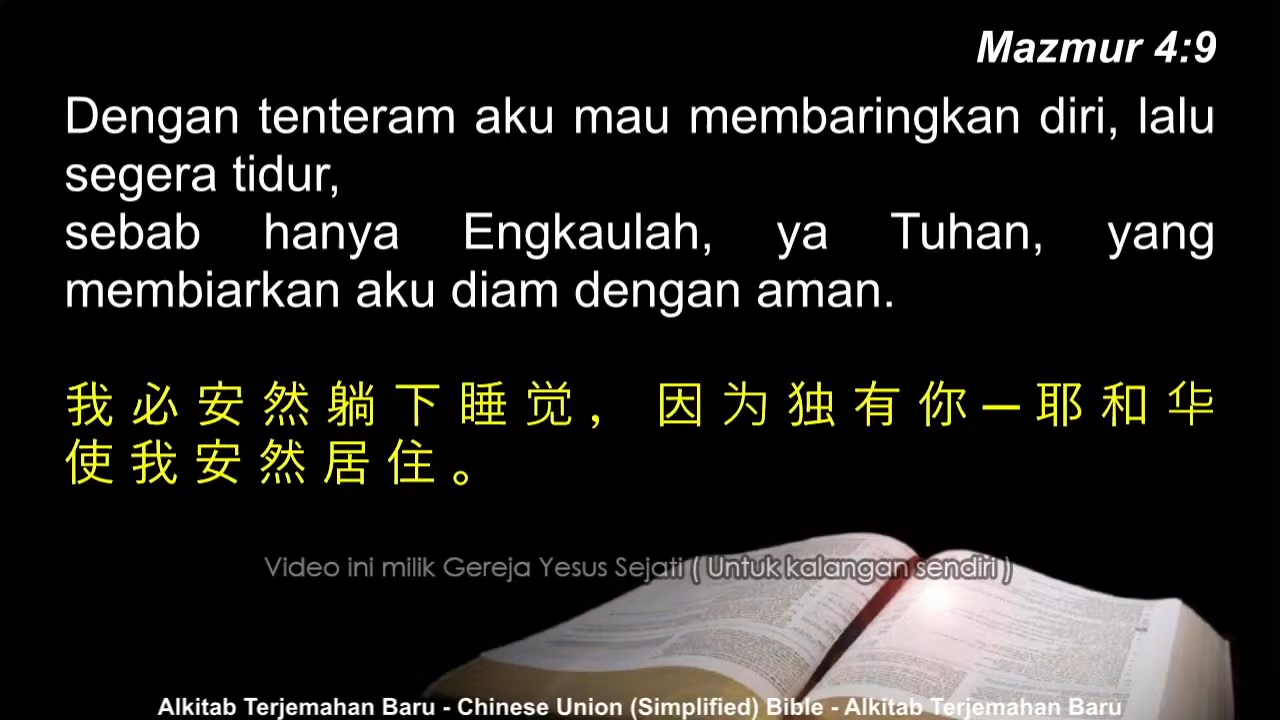 Mazmur 4:9
Dengan tenteram aku mau membaringkan diri, lalu
segera tidur,
sebab hanya Engkaulah, ya Tuhan, yang
membiarkan aku diam dengan aman.
我必安然躺下睡觉，因为独有你—耶和华
使我安然居住。
Video ini milik Gereja Yesus Sejati ( Untuk kalangan sendiri )
Alkitab Terjemahan Baru - Chinese Union (Simplified) Bible - Alkitab Terjemahan Baru